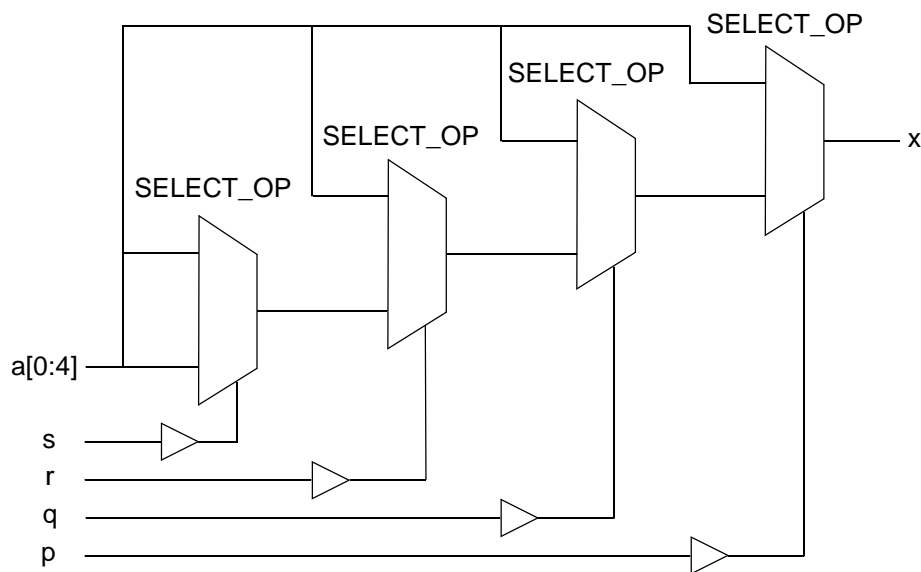 SELECT_OP
SELECT_OP
SELECT_OP
x
SELECT_OP
a[0:4]
s
r
q
p